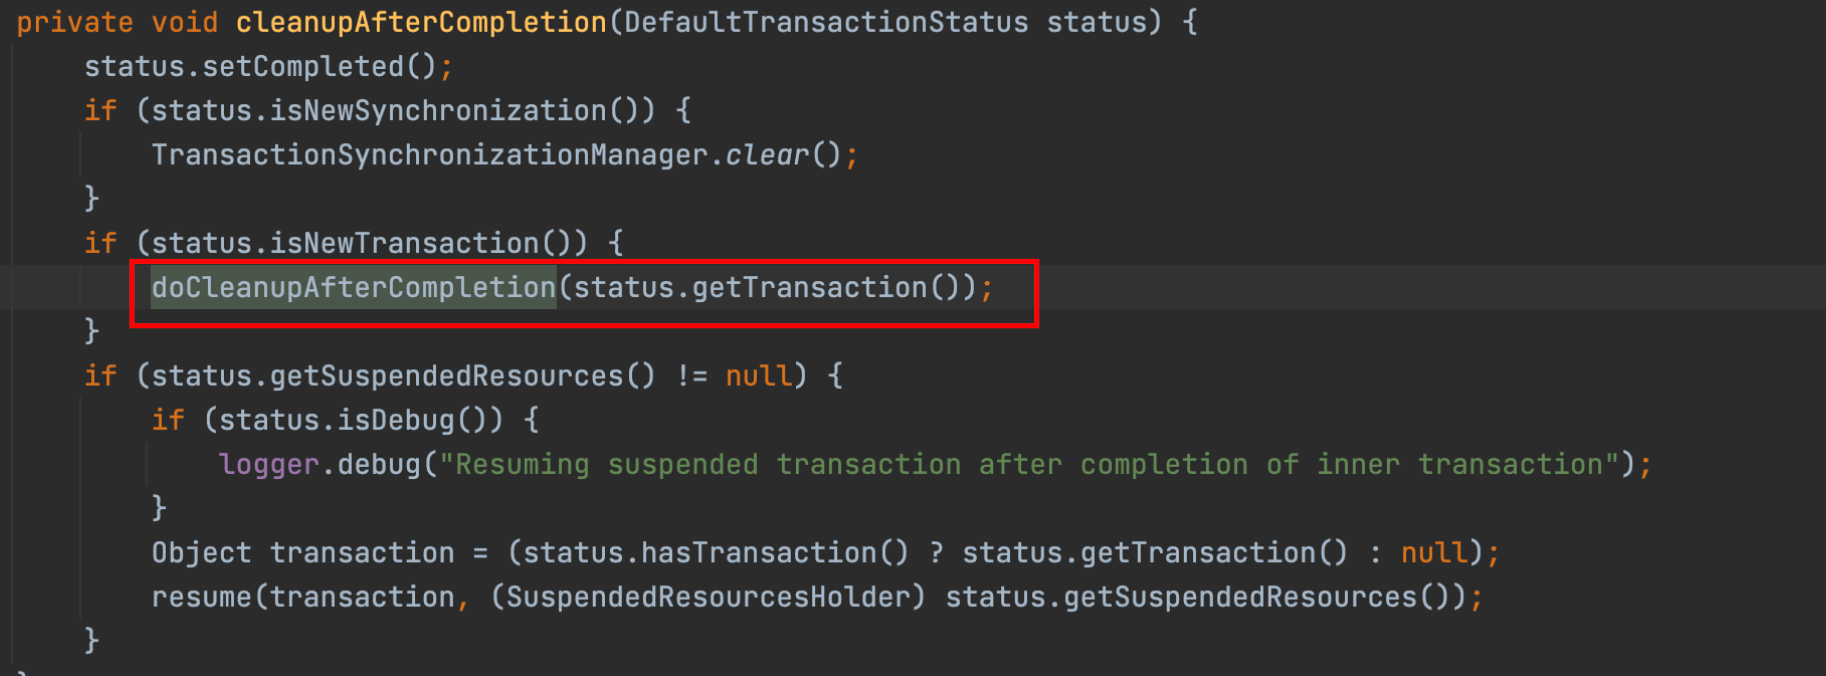 private void cleanupAfterCompletion(DefaultTransactionStatus status) {
    status.setCompleted();
    if (status.isNewSynchronization()) {
        TransactionSynchronizationManager.clear();
    }
    if (status.isNewTransaction()) {
        doCleanupAfterCompletion(status.getTransaction());
    }
    if (status.getSuspendedResources() != null) {
        if (status.isDebug()) {
            logger.debug("Resuming suspended transaction after completion of inner transaction");
        }
        Object transaction = (status.hasTransaction() ? status.getTransaction() : null);
        resume(transaction, (SuspendedResourcesHolder) status.getSuspendedResources());
    }